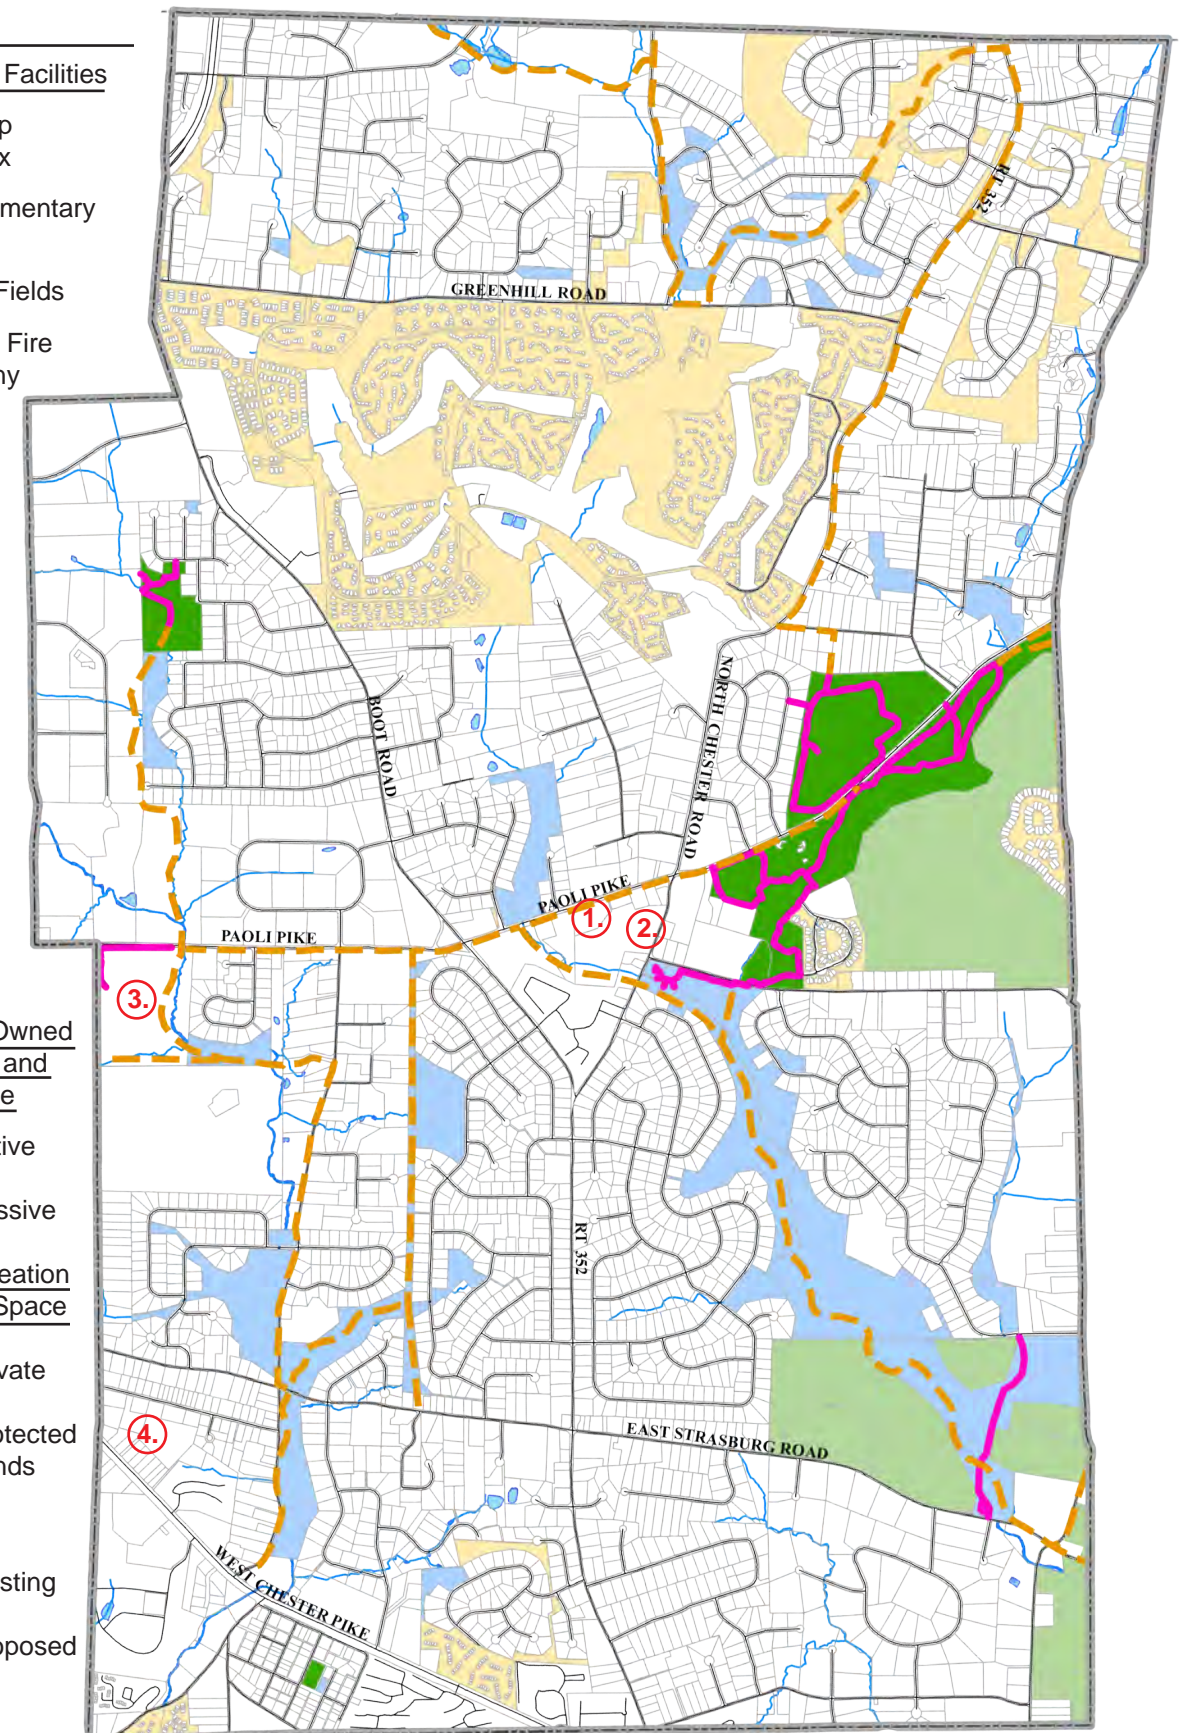 Facilities
p
x
mentary
Fields
Fire
ny
Owned
and
e
tive
ssive
eation
Space
vate
otected
nds
sting
oposed
RT 352
GREENHILL ROAD
BOOT ROAD
NORTH CHESTER ROAD
PAOLI PIKE
1.
2.
PAOLI PIKE
3.
RT 352
EAST STRASBURG ROAD
4.
WEST CHESTER PIKE